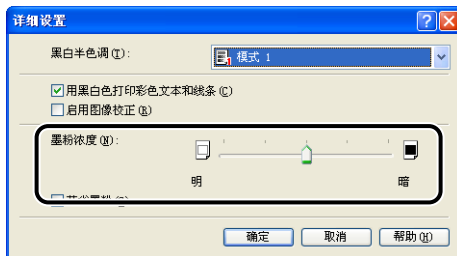 详细设置
黑白半色调(T): 模式 1
用黑白色打印彩色文本和线条(C)
启用图像校正(R)
墨粉浓度(N):
明 暗
确定 取消 帮助(H)